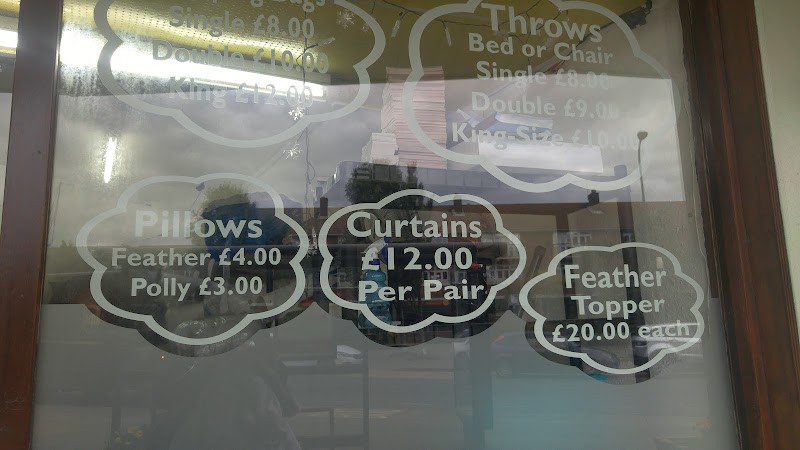 Bags
Single £8.00
Double £10.00
King £12.00
Throws
Bed or Chair
Single £8.00
Double £9.00
King-Size £10.00
Pillows
Feather £4.00
Polly £3.00
Curtains
£12.00
Per Pair
Feather
Topper
£20.00 each